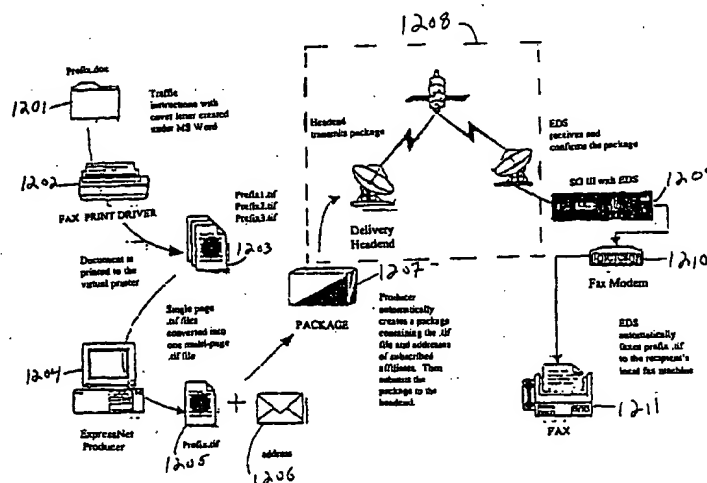 1208
Prefix.doc
1201
Traffic
instructions with
cover letter created
under MS Word
1202
FAX PRINT DRIVER
Prefix1.tif
Prefix2.tif
Prefix3.tif
1203
Document is
printed to the
virtual printer
Headend
transmits package
EDS
receives and
confirms the package
Delivery
Headend
SG III with EDS
1210
Fax Modem
1207
PACKAGE
Producer
automatically
creates a package
containing the .tif
file and addresses
of subscribed
affiliates. Then
submits the
package to the
headend.
Single page
.tif files
converted into
one multi-page
.tif file
1204
ExpressNet
Producer
Prefix.tif
1205
+
address
1206
EDS
automatically
faxes prefix .tif
to the recipient's
local fax machine
FAX
1211